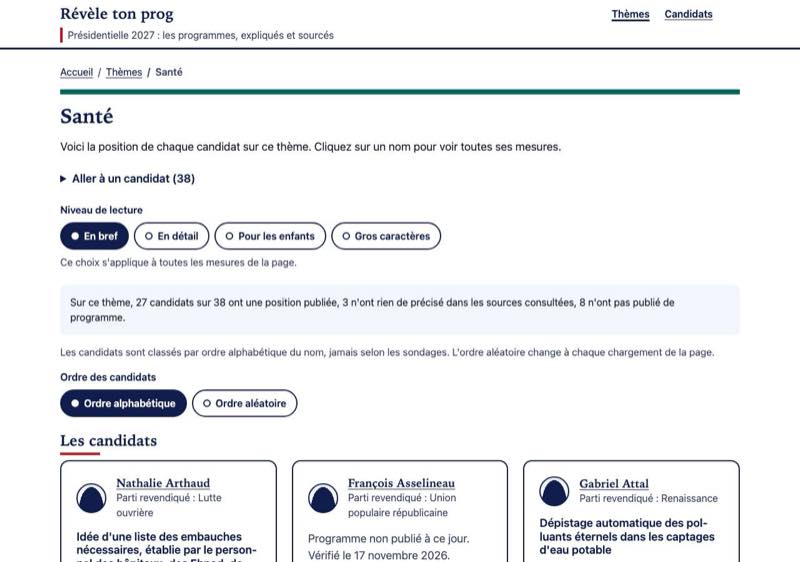 Révèle ton prog
Thèmes Candidats
Présidentielle 2027 : les programmes, expliqués et sourcés
Accueil / Thèmes / Santé
Santé
Voici la position de chaque candidat sur ce thème. Cliquez sur un nom pour voir toutes ses mesures.
Aller à un candidat (38)
Niveau de lecture
En bref En détail Pour les enfants Gros caractères
Ce choix s'applique à toutes les mesures de la page.
Sur ce thème, 27 candidats sur 38 ont une position publiée, 3 n'ont rien de précisé dans les sources consultées, 8 n'ont pas publié de
programme.
Les candidats sont classés par ordre alphabétique du nom, jamais selon les sondages. L'ordre aléatoire change à chaque chargement de la page.
Ordre des candidats
Ordre alphabétique Ordre aléatoire
Les candidats
Nathalie Arthaud
Parti revendiqué : Lutte
ouvrière
Idée d'une liste des embauches
nécessaires, établie par le person-
François Asselineau
Parti revendiqué : Union
populaire républicaine
Programme non publié à ce jour.
Vérifié le 17 novembre 2026.
Gabriel Attal
Parti revendiqué : Renaissance
Dépistage automatique des pol-
luants éternels dans les captages
d'eau potable